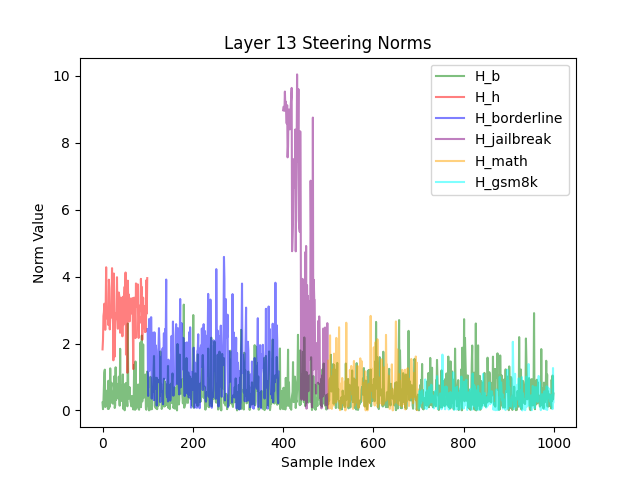 Layer 13 Steering Norms
10
8
6
4
2
0
Norm Value
0
200
400
600
800
1000
Sample Index
H_b
H_h
H_borderline
H_jailbreak
H_math
H_gsm8k